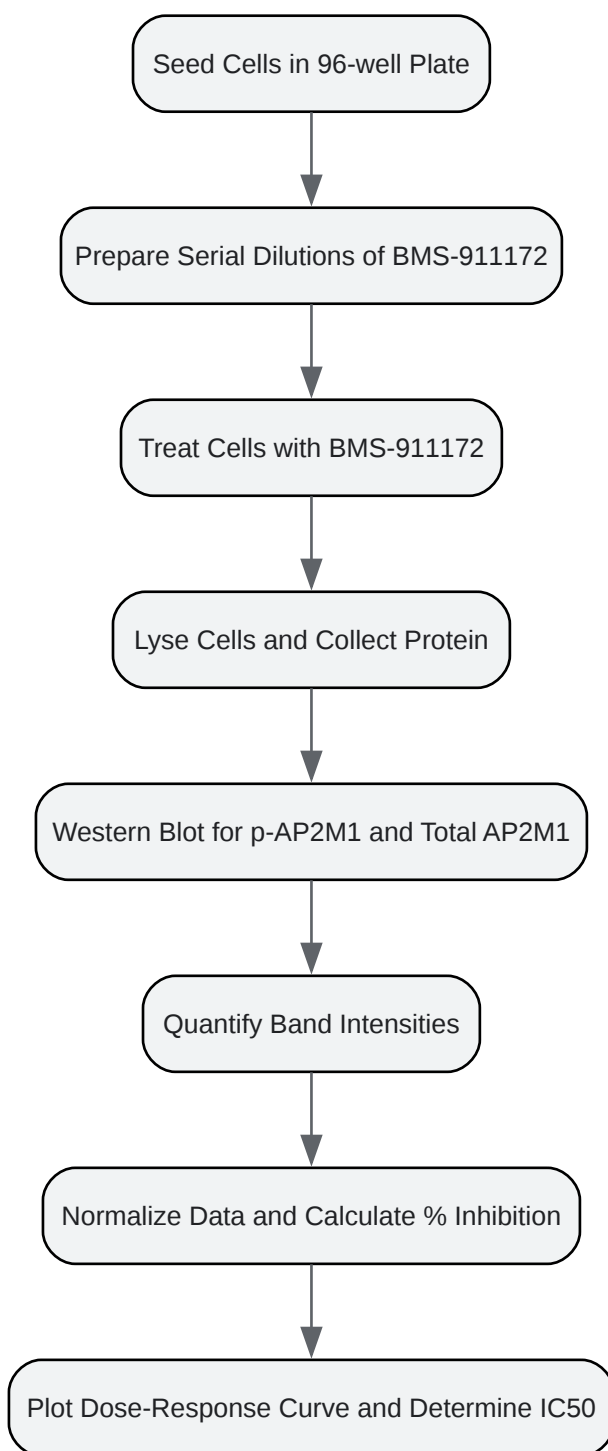 Seed Cells in 96-well Plate
Prepare Serial Dilutions of BMS-911172
Treat Cells with BMS-911172
Lyse Cells and Collect Protein
Western Blot for p-AP2M1 and Total AP2M1
Quantify Band Intensities
Normalize Data and Calculate % Inhibition
Plot Dose-Response Curve and Determine IC50